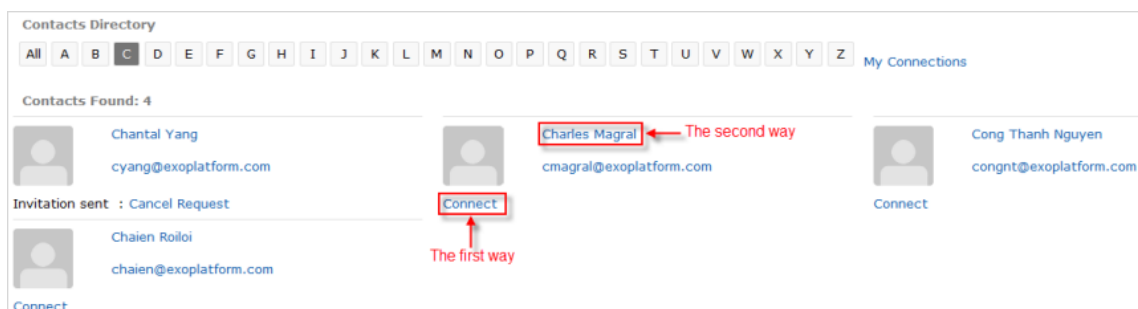 Contacts Directory
All A B C D E F G H I J K L M N O P Q R S T U V W X Y Z My Connections
Contacts Found: 4
Chantal Yang
cyang@exoplatform.com
Invitation sent : Cancel Request
Charles Magral The second way
cmagral@exoplatform.com
Connect
The first way
Cong Thanh Nguyen
congnt@exoplatform.com
Connect
Chaien Roiloi
chaien@exoplatform.com
Connect